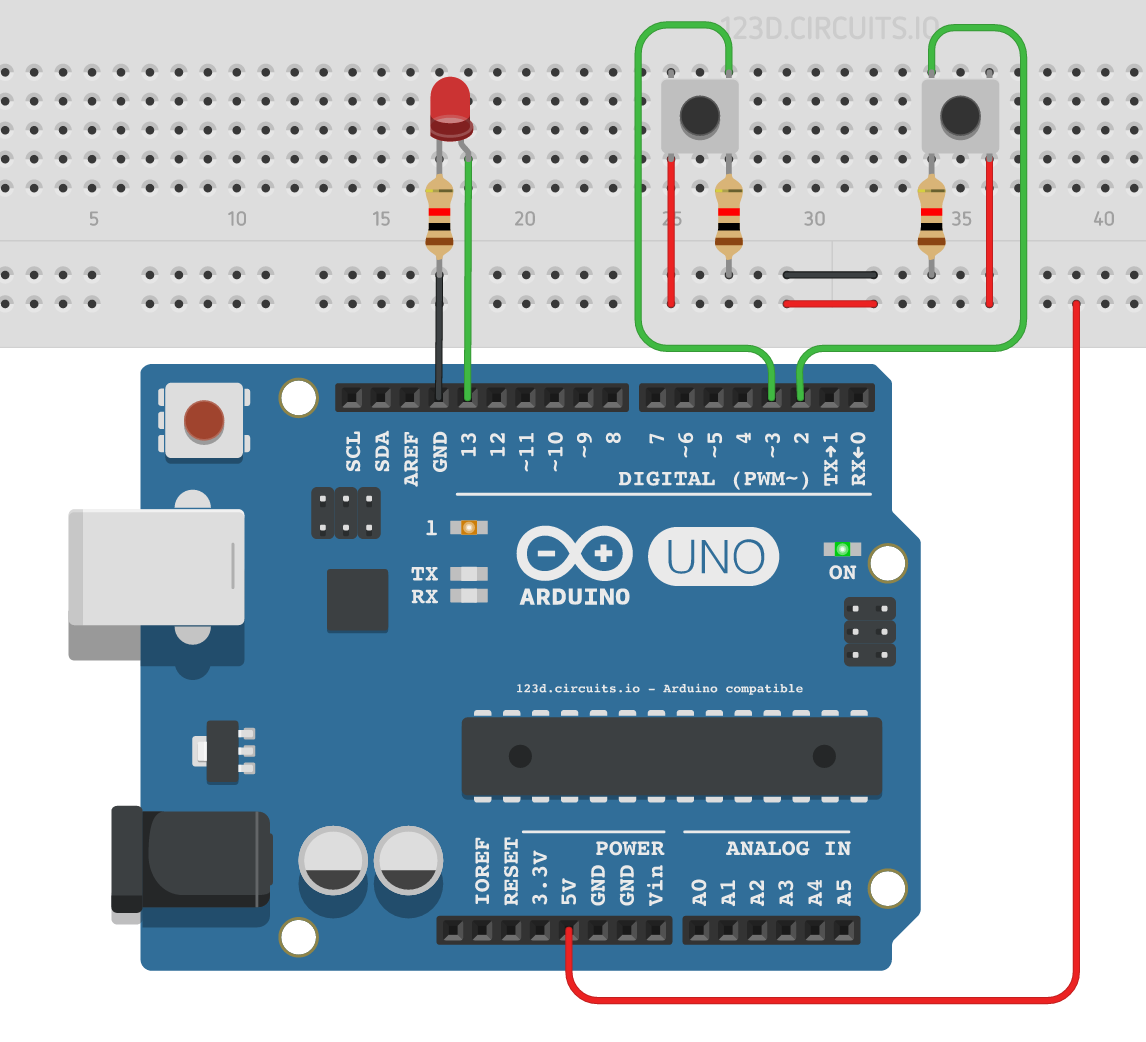 123D.CIRCUITS.IO
5 10 15 20 25 30 35 40
SCL
SDA
AREF
GND
13
12
~11
~10
~9
8
7
~6
~5
4
~3
2
TX→1
RX←0
DIGITAL (PWM~)
1
TX
RX
ARDUINO
UNO
ON
123d.circuits.io - Arduino compatible
POWER
ANALOG IN
IOREF
RESET
3.3V
5V
GND
GND
Vin
A0
A1
A2
A3
A4
A5